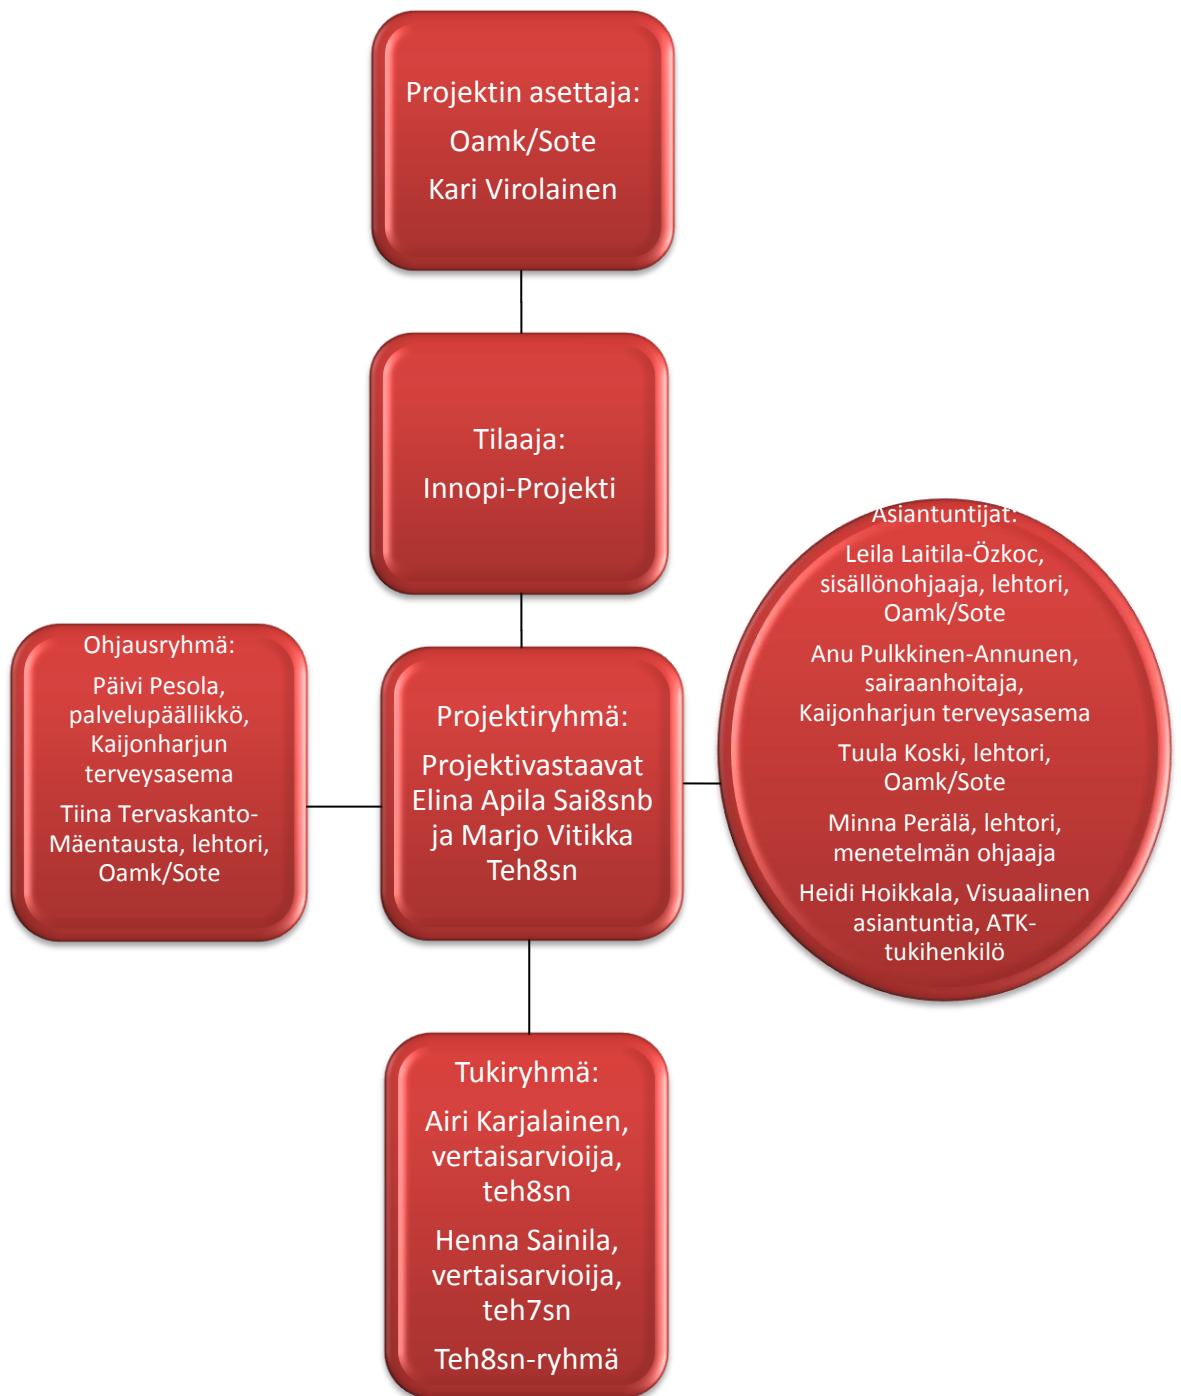 Projektin asettaja:
Oamk/Sote
Kari Virolainen
Tilaaja:
Innopi-Projekti
Ohjausryhmä:
Päivi Pesola,
palvelupäällikkö,
Kaijonharjun
terveysasema
Tiina Tervaskanto-
Mäentausta, lehtori,
Oamk/Sote
Projektiryhmä:
Projektivastaavat
Elina Apila Sai8snb
ja Marjo Vitikka
Teh8sn
Asiantuntijat:
Leila Laitila-Özkoc,
sisällönohjaaja, lehtori,
Oamk/Sote
Anu Pulkkinen-Annunen,
sairaanhoitaja,
Kaijonharjun terveysasema
Tuula Koski, lehtori,
Oamk/Sote
Minna Perälä, lehtori,
menetelmän ohjaaja
Heidi Hoikkala, Visuaalinen
asiantuntia, ATK-
tukihenkilö
Tukiryhmä:
Airi Karjalainen,
vertaisarvioija,
teh8sn
Henna Sainila,
vertaisarvioija,
teh7sn
Teh8sn-ryhmä